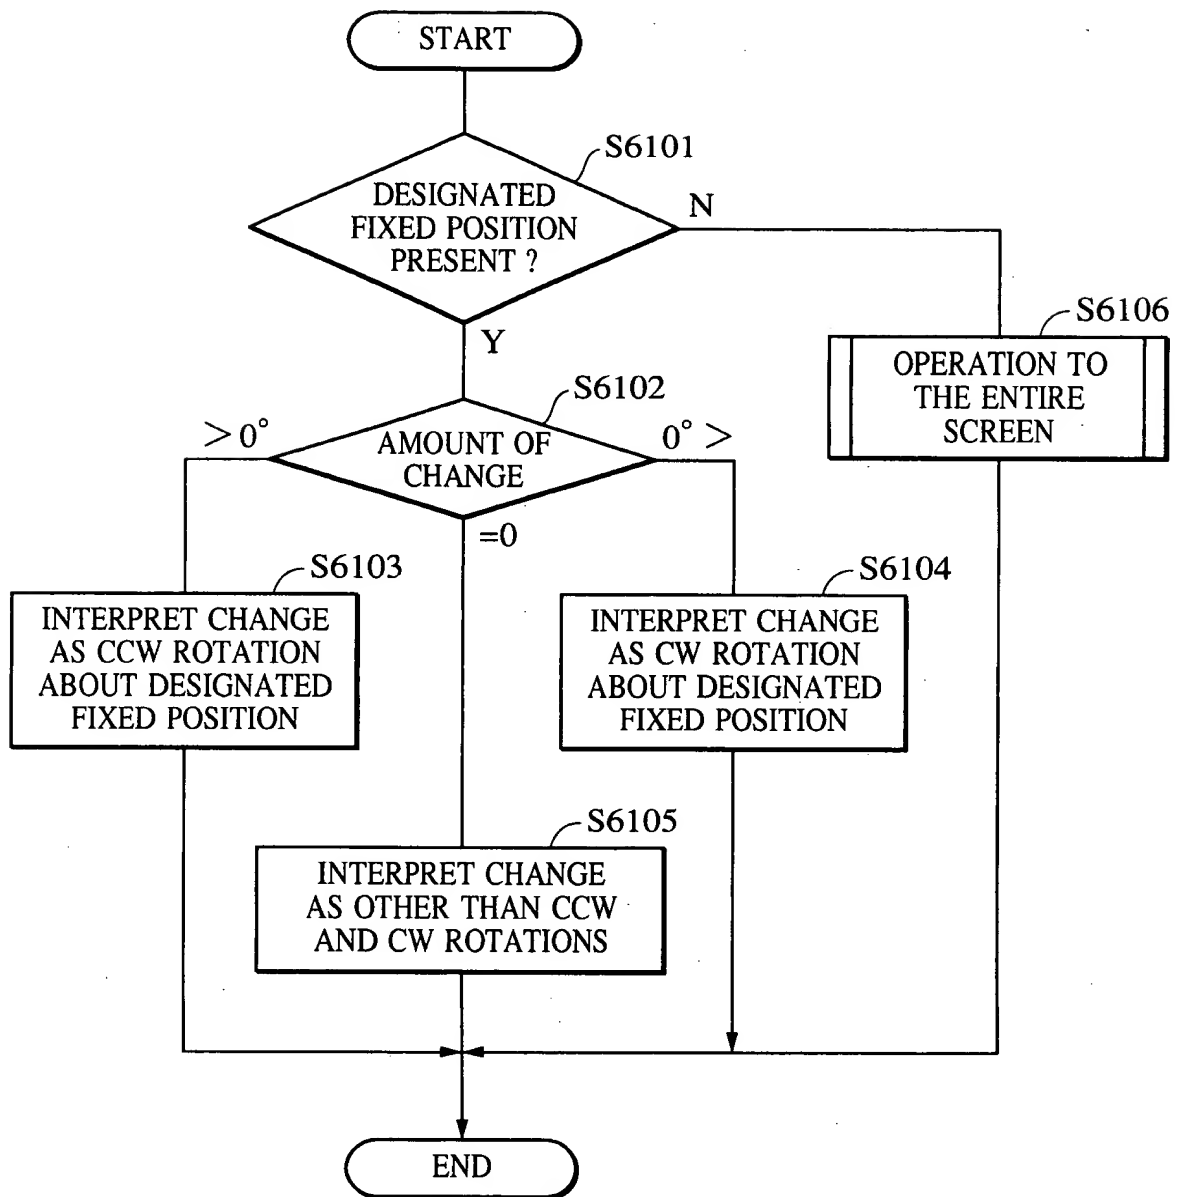 START
S6101
DESIGNATED
FIXED POSITION
PRESENT ?
N
Y
S6106
OPERATION TO
THE ENTIRE
SCREEN
S6102
> 0°
AMOUNT OF
CHANGE
0° >
=0
S6103
INTERPRET CHANGE
AS CCW ROTATION
ABOUT DESIGNATED
FIXED POSITION
S6104
INTERPRET CHANGE
AS CW ROTATION
ABOUT DESIGNATED
FIXED POSITION
S6105
INTERPRET CHANGE
AS OTHER THAN CCW
AND CW ROTATIONS
END